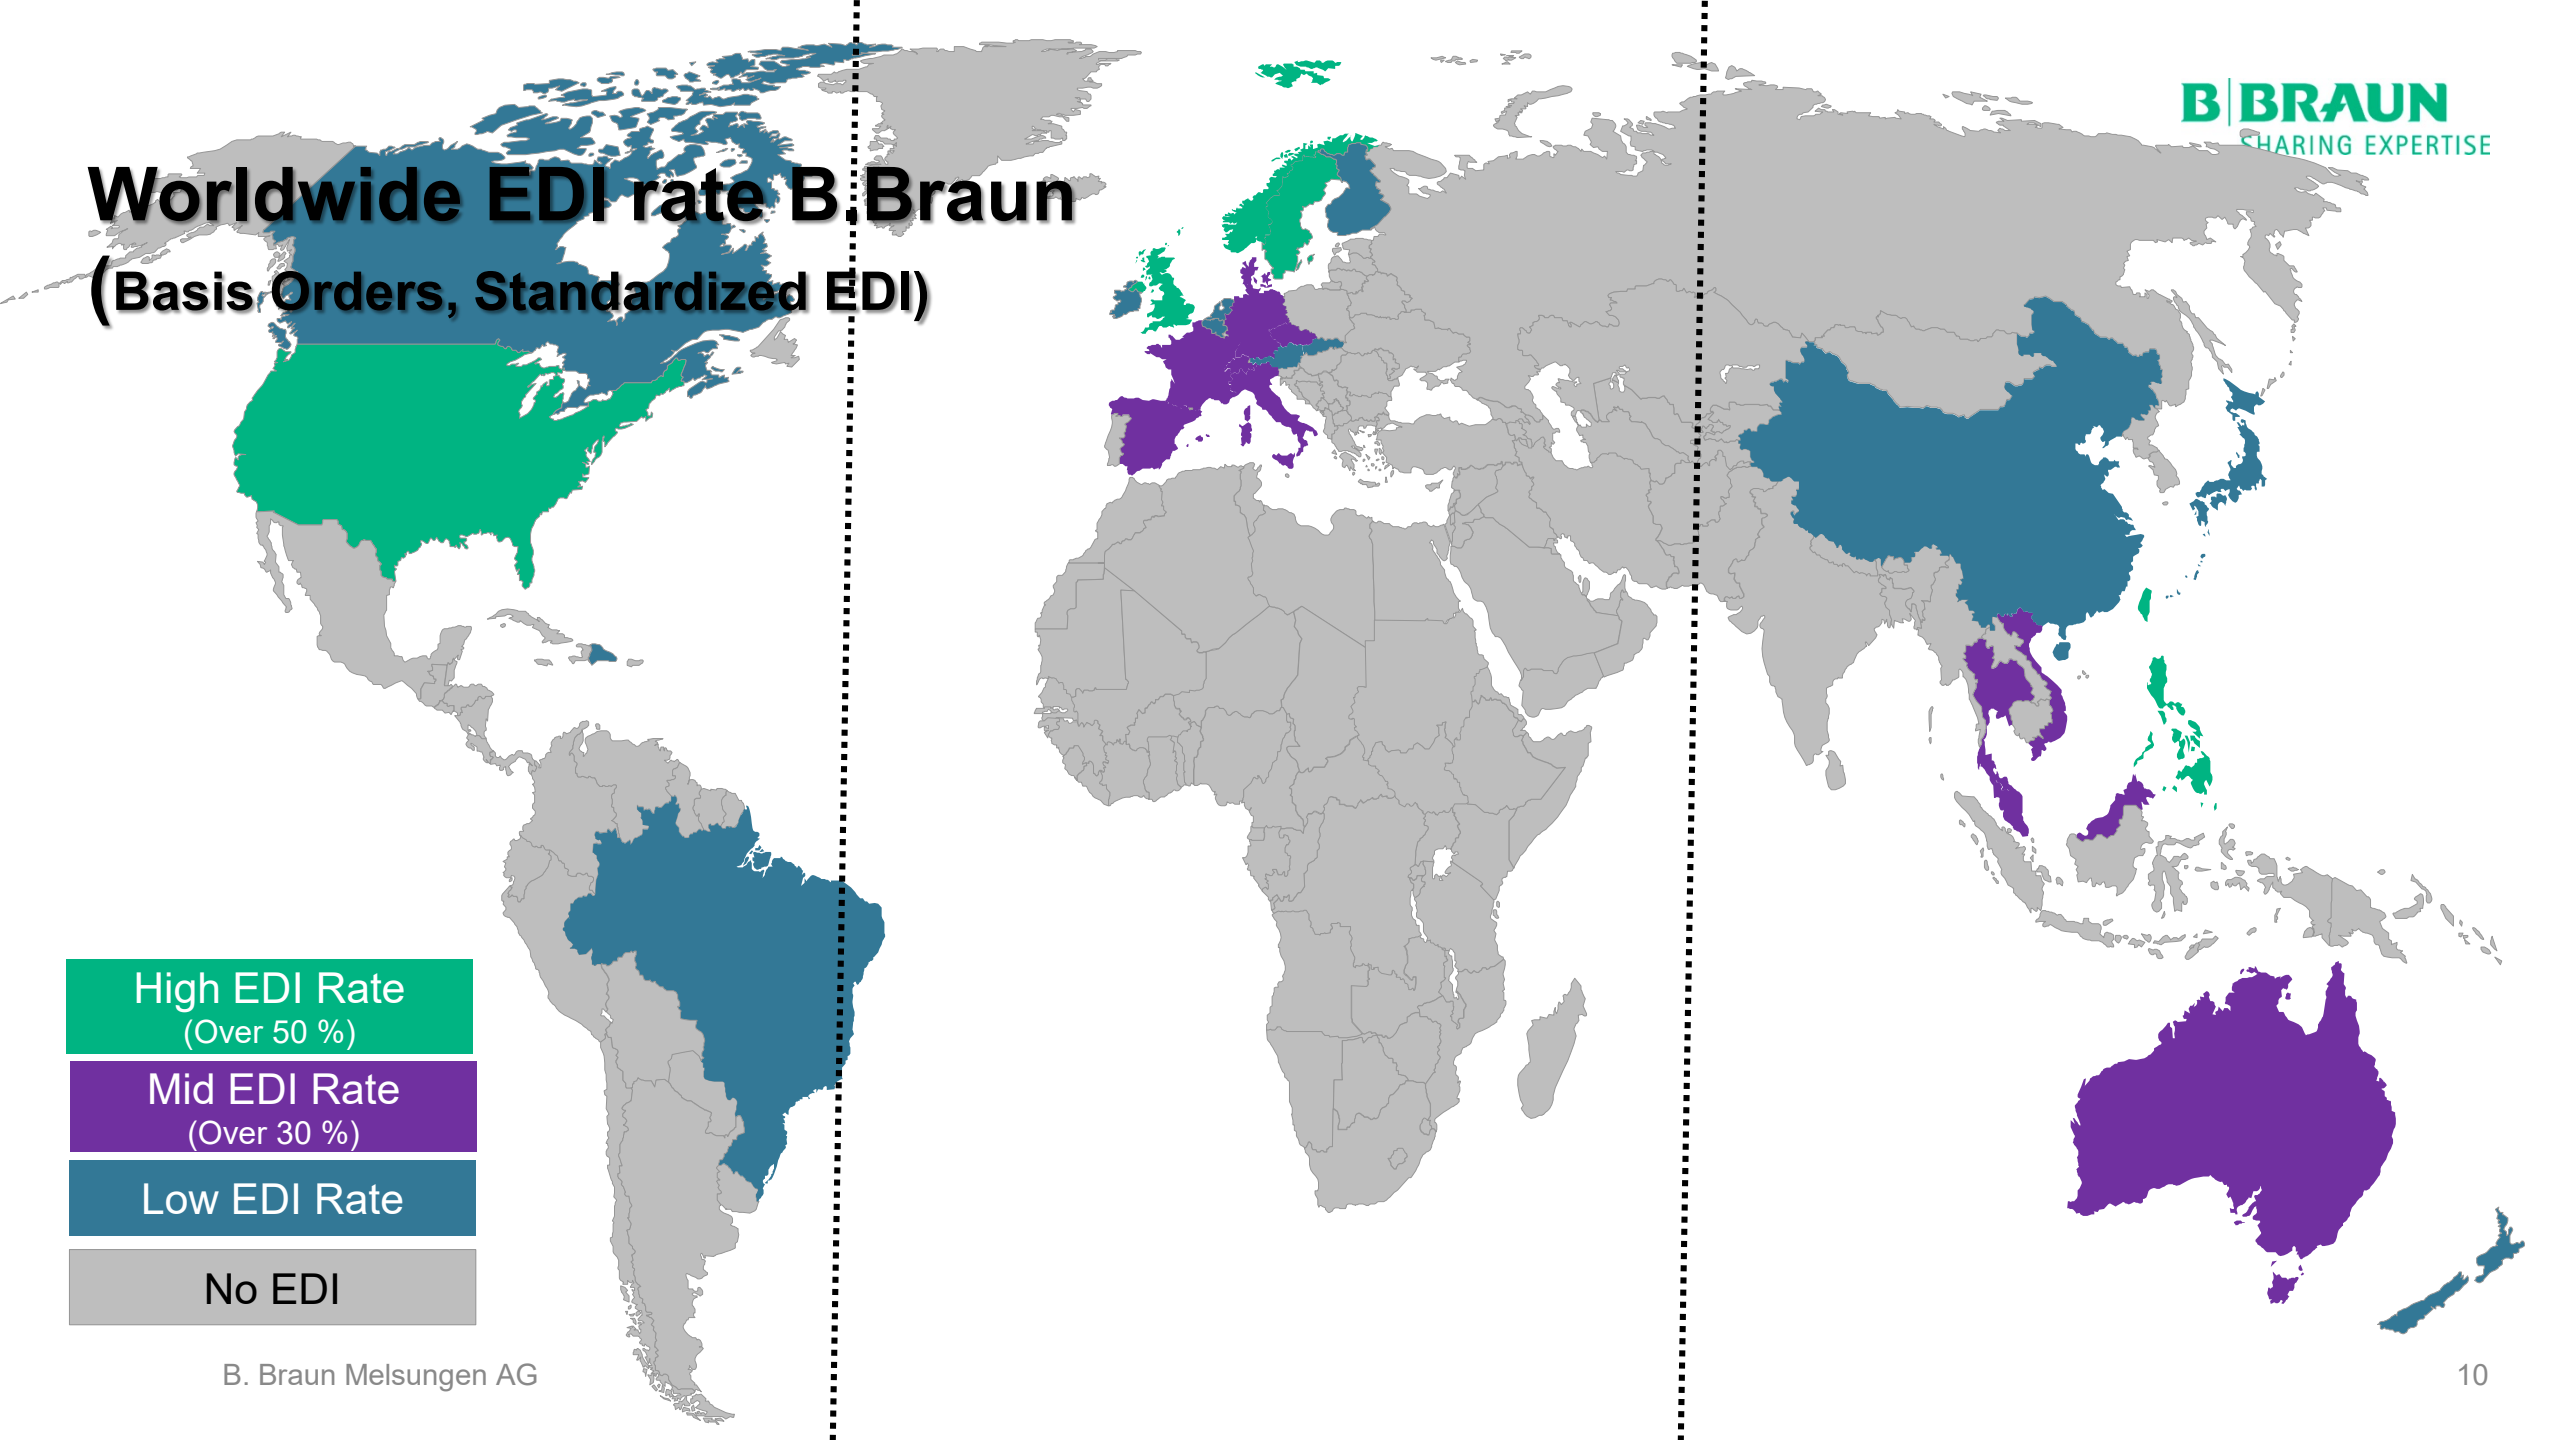 B|BRAUN
SHARING EXPERTISE
Worldwide EDI rate B.Braun
(Basis Orders, Standardized EDI)
High EDI Rate
(Over 50 %)
Mid EDI Rate
(Over 30 %)
Low EDI Rate
No EDI
B. Braun Melsungen AG
10